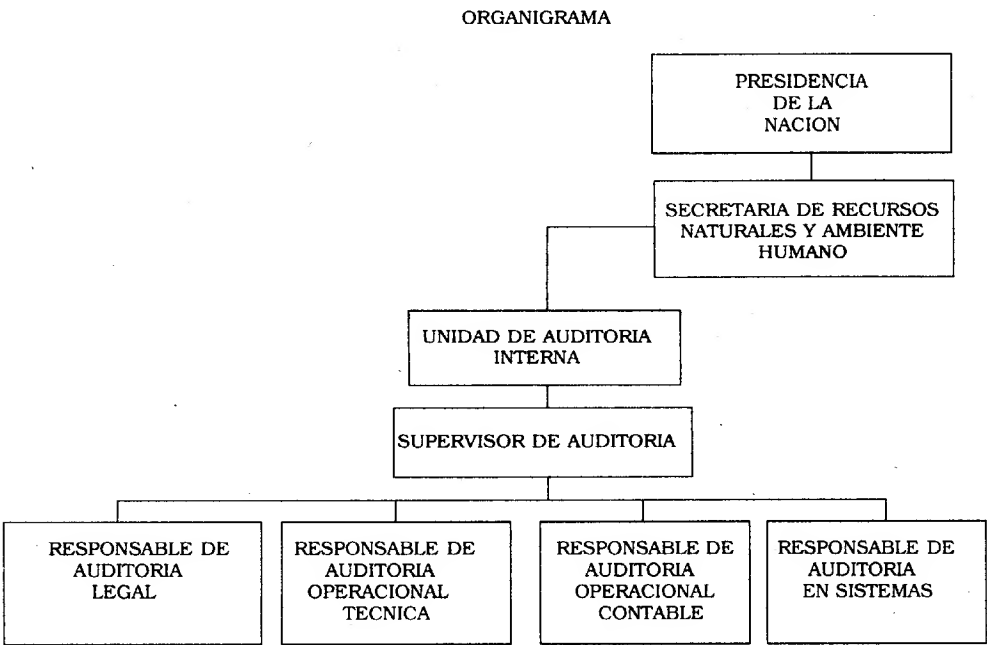 ORGANIGRAMA
PRESIDENCIA
DE LA
NACION
SECRETARIA DE RECURSOS
NATURALES Y AMBIENTE
HUMANO
UNIDAD DE AUDITORIA
INTERNA
SUPERVISOR DE AUDITORIA
RESPONSABLE DE
AUDITORIA
LEGAL
RESPONSABLE DE
AUDITORIA
OPERACIONAL
TECNICA
RESPONSABLE DE
AUDITORIA
OPERACIONAL
CONTABLE
RESPONSABLE DE
AUDITORIA
EN SISTEMAS